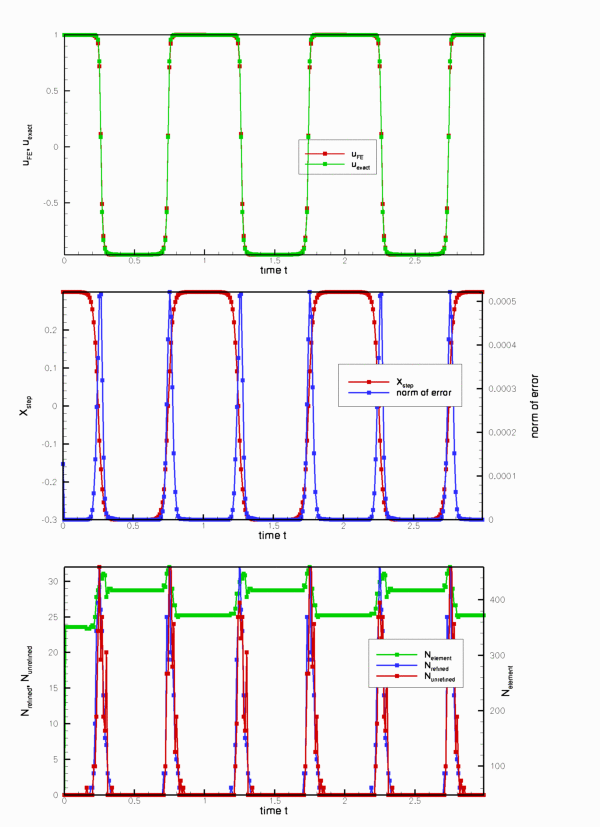 1
0.5
0
-0.5
u_FE, u_exact
u_FE
u_exact
0 0.5 1 1.5 2 2.5
time t
0.2
0.1
0
-0.1
-0.2
-0.3
X_step
X_step
norm of error
0.0005
0.0004
0.0003
0.0002
0.0001
0
norm of error
0 0.5 1 1.5 2 2.5
time t
30
25
20
15
10
5
0
N_refined, N_unrefined
N_element
N_refined
N_unrefined
400
300
200
100
N_element
0 0.5 1 1.5 2 2.5
time t